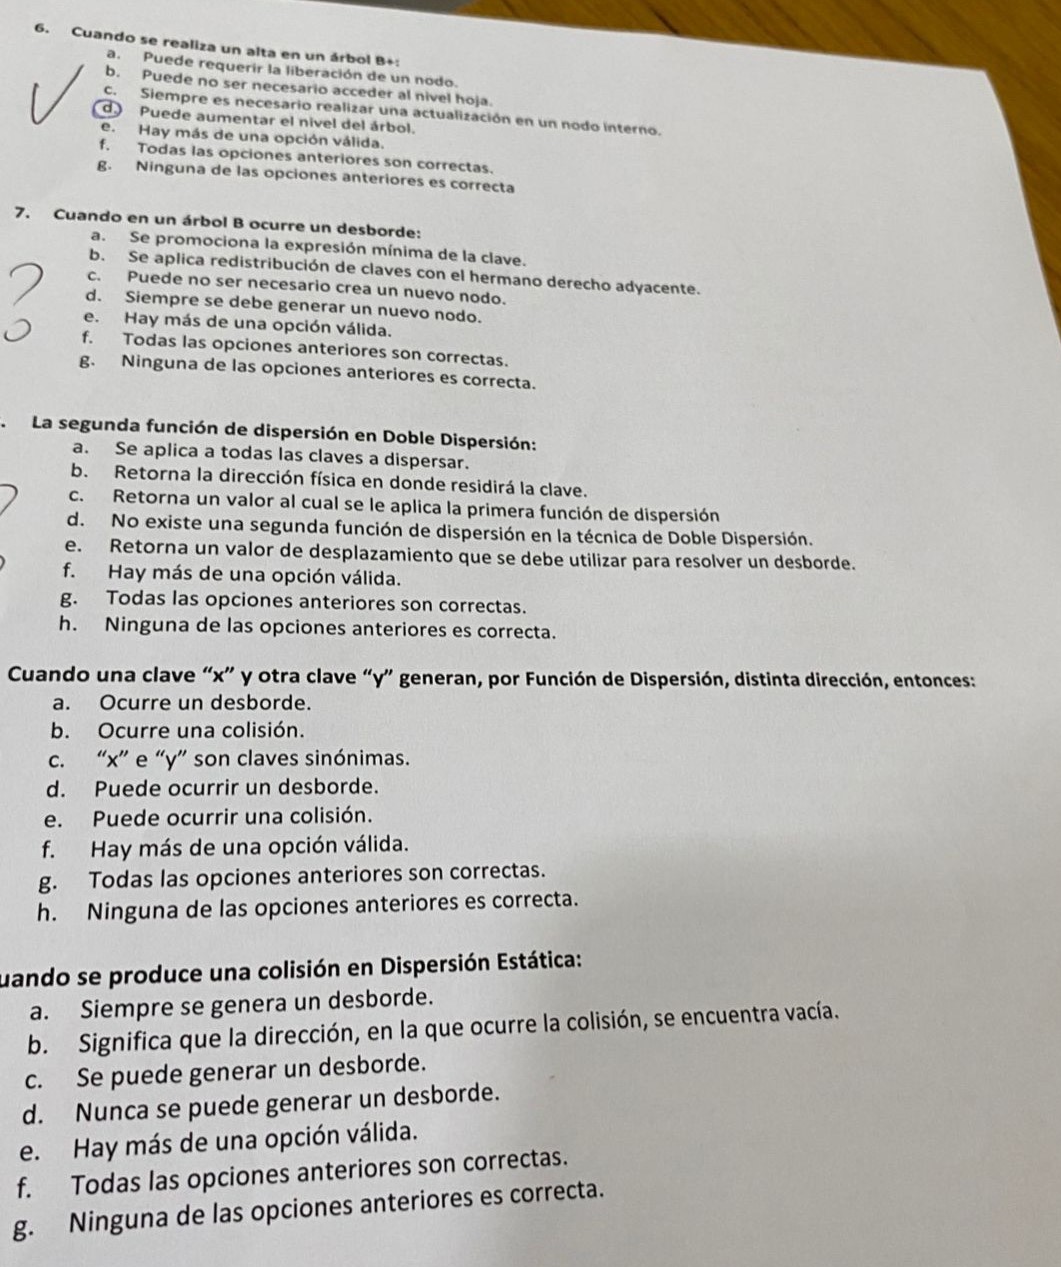 6. Cuando se realiza un alta en un árbol B+:
a. Puede requerir la liberación de un nodo.
b. Puede no ser necesario acceder al nivel hoja.
c. Siempre es necesario realizar una actualización en un nodo interno.
d. Puede aumentar el nivel del árbol.
e. Hay más de una opción válida.
f. Todas las opciones anteriores son correctas.
g. Ninguna de las opciones anteriores es correcta
7. Cuando en un árbol B ocurre un desborde:
a. Se promociona la expresión mínima de la clave.
b. Se aplica redistribución de claves con el hermano derecho adyacente.
c. Puede no ser necesario crea un nuevo nodo.
d. Siempre se debe generar un nuevo nodo.
e. Hay más de una opción válida.
f. Todas las opciones anteriores son correctas.
g. Ninguna de las opciones anteriores es correcta.
. La segunda función de dispersión en Doble Dispersión:
a. Se aplica a todas las claves a dispersar.
b. Retorna la dirección física en donde residirá la clave.
c. Retorna un valor al cual se le aplica la primera función de dispersión
d. No existe una segunda función de dispersión en la técnica de Doble Dispersión.
e. Retorna un valor de desplazamiento que se debe utilizar para resolver un desborde.
f. Hay más de una opción válida.
g. Todas las opciones anteriores son correctas.
h. Ninguna de las opciones anteriores es correcta.
Cuando una clave “x” y otra clave “y” generan, por Función de Dispersión, distinta dirección, entonces:
a. Ocurre un desborde.
b. Ocurre una colisión.
c. “x” e “y” son claves sinónimas.
d. Puede ocurrir un desborde.
e. Puede ocurrir una colisión.
f. Hay más de una opción válida.
g. Todas las opciones anteriores son correctas.
h. Ninguna de las opciones anteriores es correcta.
uando se produce una colisión en Dispersión Estática:
a. Siempre se genera un desborde.
b. Significa que la dirección, en la que ocurre la colisión, se encuentra vacía.
c. Se puede generar un desborde.
d. Nunca se puede generar un desborde.
e. Hay más de una opción válida.
f. Todas las opciones anteriores son correctas.
g. Ninguna de las opciones anteriores es correcta.